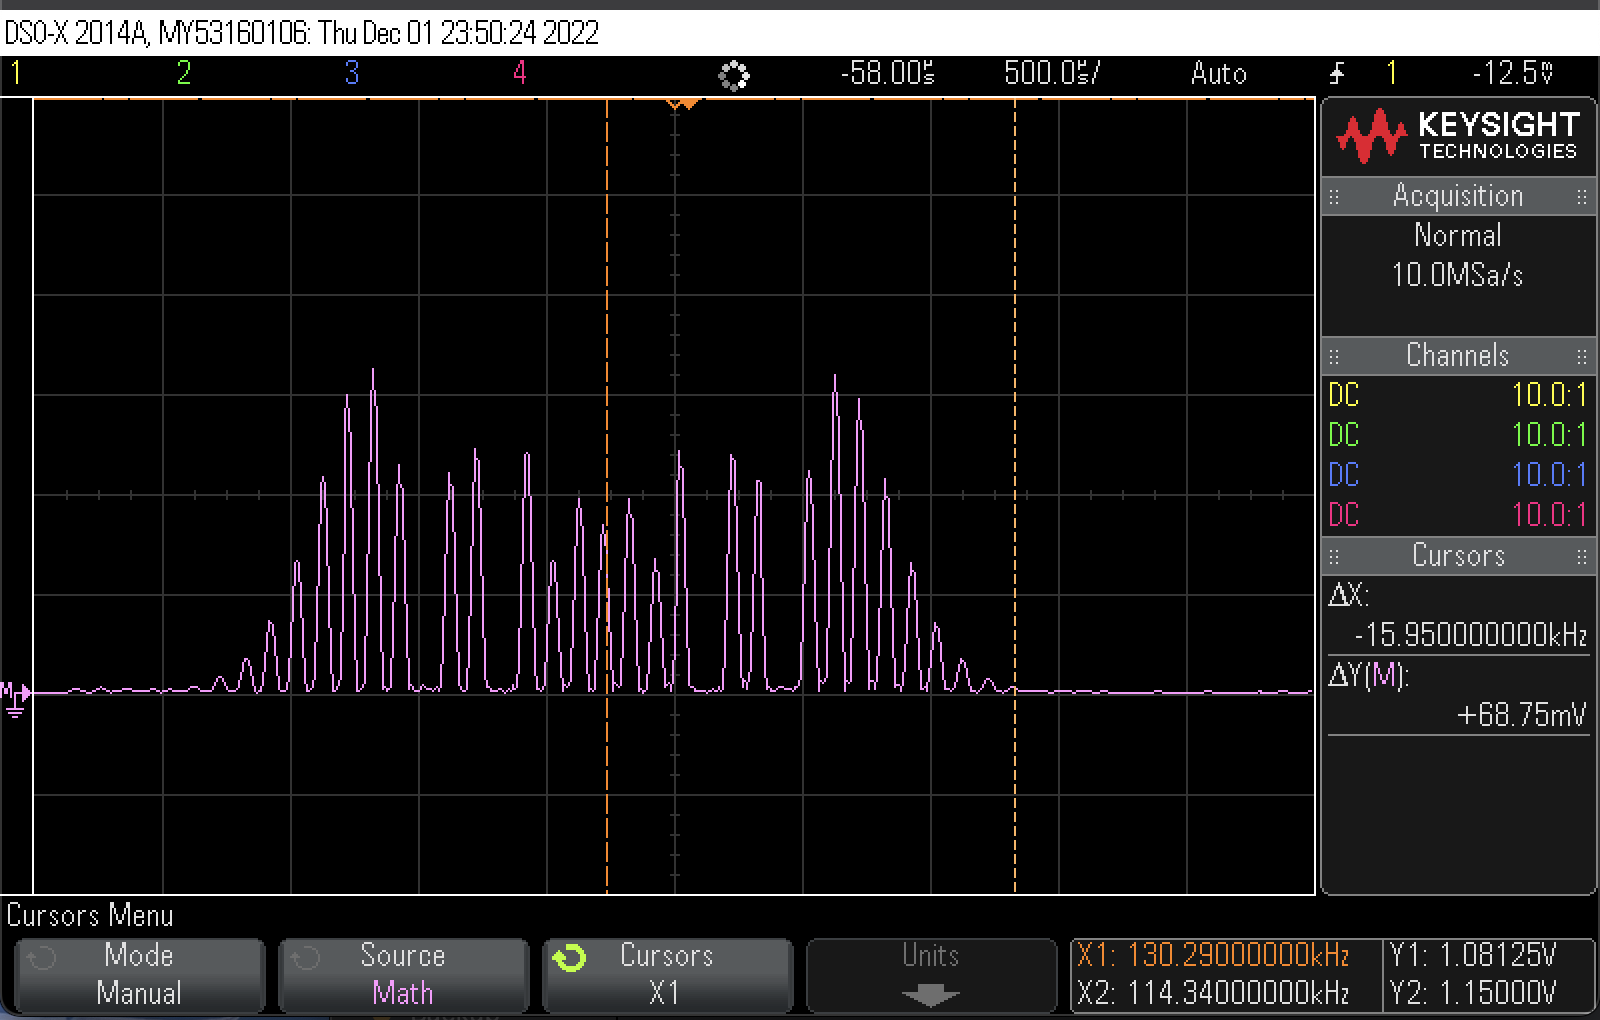 DSO-X 2014A, MY53160106: Thu Dec 01 23:50:24 2022
1 2 3 4 -58.00µs 500.0µs/ Auto 1 -12.5mV
KEYSIGHT
TECHNOLOGIES
Acquisition
Normal
10.0MSa/s
Channels
DC 10.0:1
DC 10.0:1
DC 10.0:1
DC 10.0:1
Cursors
ΔX:
-15.950000000kHz
ΔY(M):
+68.75mV
M
Cursors Menu
Mode
Manual
Source
Math
Cursors
X1
Units
X1: 130.29000000kHz
X2: 114.34000000kHz
Y1: 1.08125V
Y2: 1.15000V